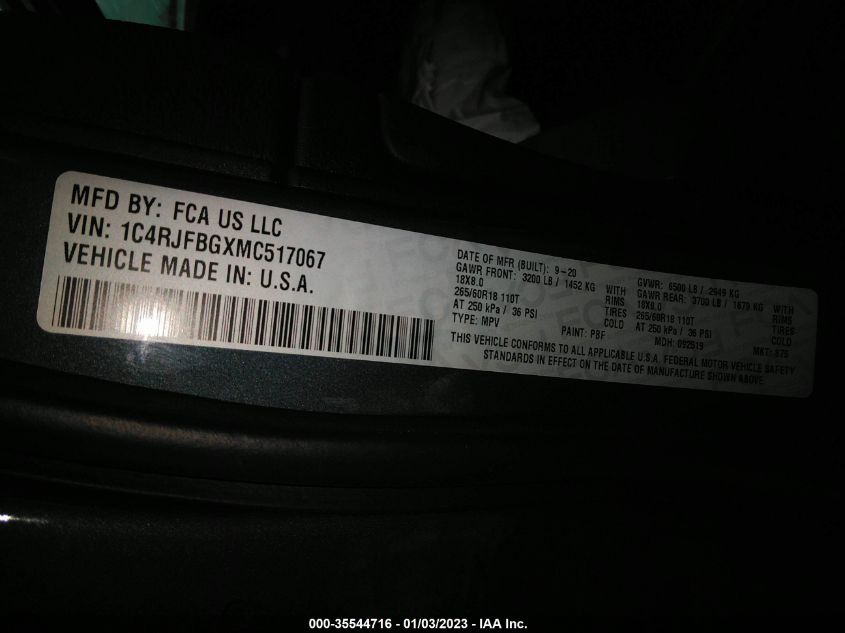 MFD BY: FCA US LLC
VIN: 1C4RJFBGXMC517067
VEHICLE MADE IN: U.S.A.
DATE OF MFR (BUILT): 9-20 GVWR: 6500 LB / 2949 KG
GAWR FRONT: 3200 LB / 1452 KG WITH GAWR REAR: 3700 LB / 1679 KG WITH
18X8.0 RIMS 18X8.0 RIMS
265/60R18 110T TIRES 265/60R18 110T TIRES
AT 250 kPa / 36 PSI COLD AT 250 kPa / 36 PSI COLD
TYPE: MPV PAINT: PBF MDH: 092519 MKT:
THIS VEHICLE CONFORMS TO ALL APPLICABLE U.S.A. FEDERAL MOTOR VEHICLE SAFETY
STANDARDS IN EFFECT ON THE DATE OF MANUFACTURE SHOWN ABOVE.
000-35544716 - 01/03/2023 - IAA Inc.